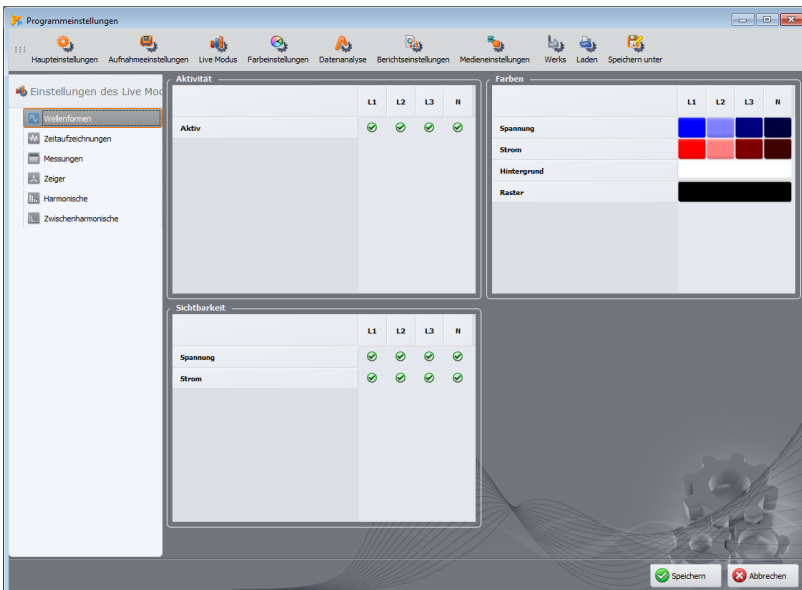 Programmeinstellungen
Haupteinstellungen Aufnahmeeinstellungen Live Modus Farbeinstellungen Datenanalyse Berichtseinstellungen Medieneinstellungen Werks Laden Speichern unter
Einstellungen des Live Mod
Wellenformen
Zeitaufzeichnungen
Messungen
Zeiger
Harmonische
Zwischenharmonische
Aktivität
L1 L2 L3 N
Aktiv
Farben
L1 L2 L3 N
Spannung
Strom
Hintergrund
Raster
Sichtbarkeit
L1 L2 L3 N
Spannung
Strom
Speichern Abbrechen